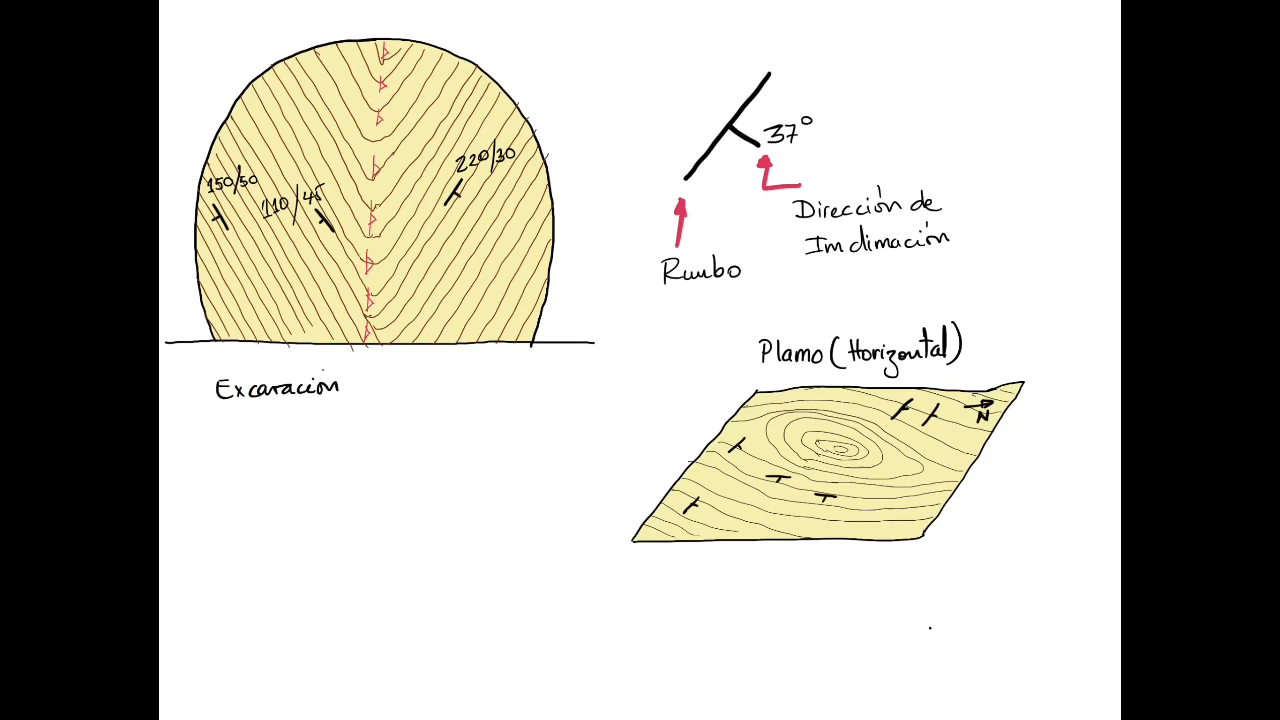 150/50
110/45
220/30
37°
Dirección de
Inclinación
Rumbo
Excavación
Plano (Horizontal)
N